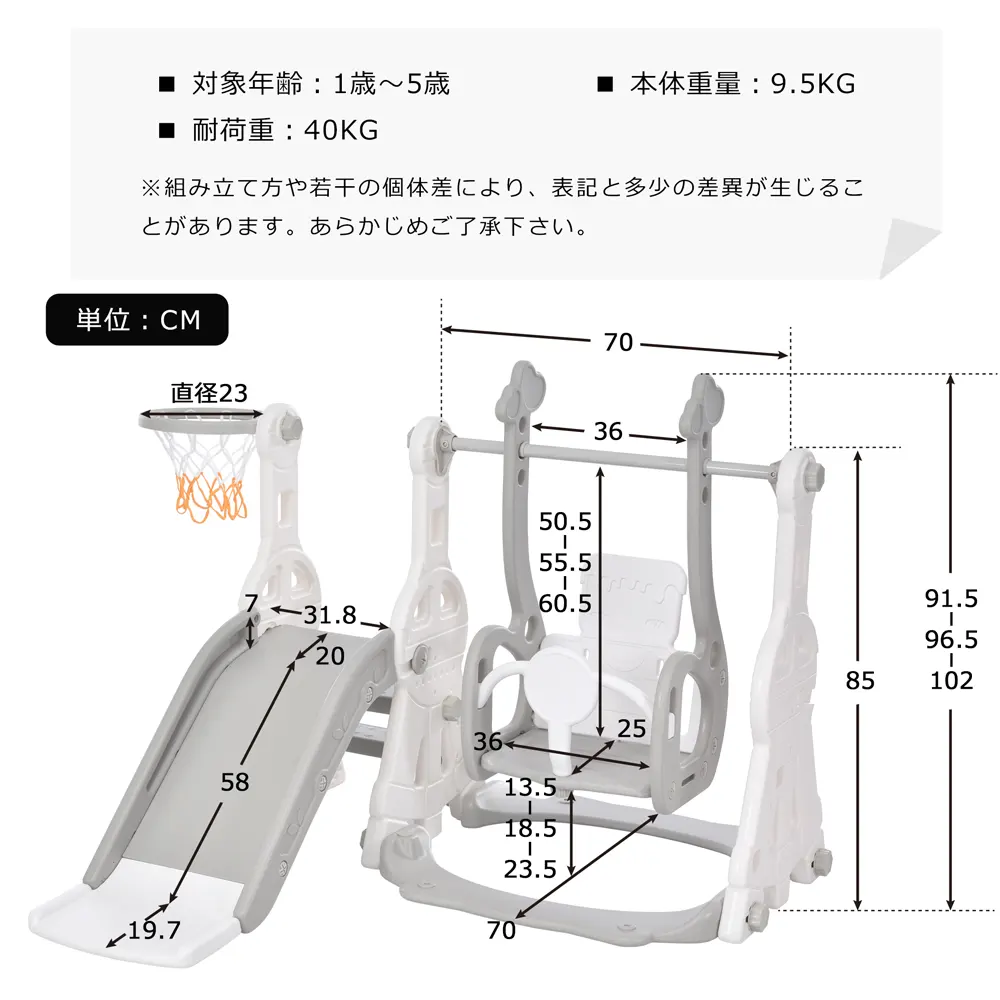 ■ 対象年齢：1歳〜5歳
■ 本体重量：9.5KG
■ 耐荷重：40KG
※組み立て方や若干の個体差により、表記と多少の差異が生じるこ
とがあります。あらかじめご了承下さい。
単位：CM
70
直径23
36
50.5
55.5
60.5
91.5
96.5
102
7
31.8
20
85
25
36
58
13.5
18.5
23.5
19.7
70